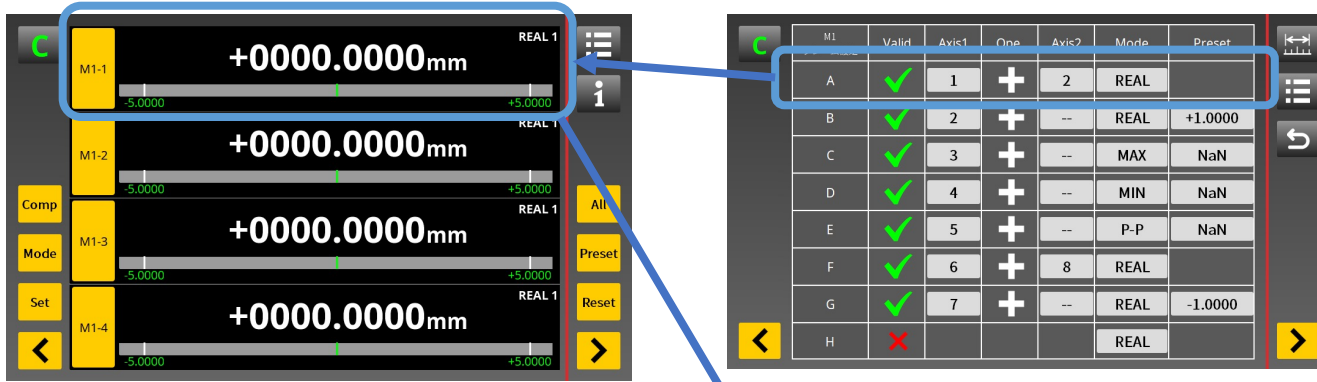 C
M1-1
REAL 1
+0000.0000mm
-5.0000
+5.0000
i
M1-2
REAL 1
+0000.0000mm
-5.0000
+5.0000
M1-3
REAL 1
+0000.0000mm
-5.0000
+5.0000
M1-4
REAL 1
+0000.0000mm
-5.0000
+5.0000
Comp
Mode
Set
All
Preset
Reset
C
M1 Valid Axis1 One Axis2 Mode Preset
A 1 2 REAL
B 2 -- REAL +1.0000
C 3 -- MAX NaN
D 4 -- MIN NaN
E 5 -- P-P NaN
F 6 8 REAL
G 7 -- REAL -1.0000
H REAL